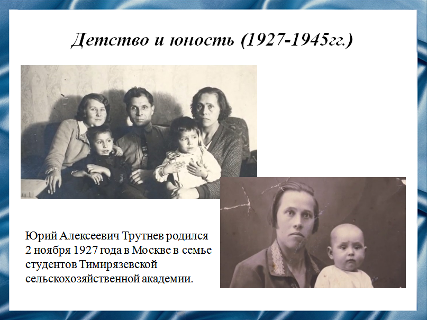 Детство и юность (1927-1945гг.)
Юрий Алексеевич Трутнев родился
2 ноября 1927 года в Москве в семье
студентов Тимирязевской
сельскохозяйственной академии.